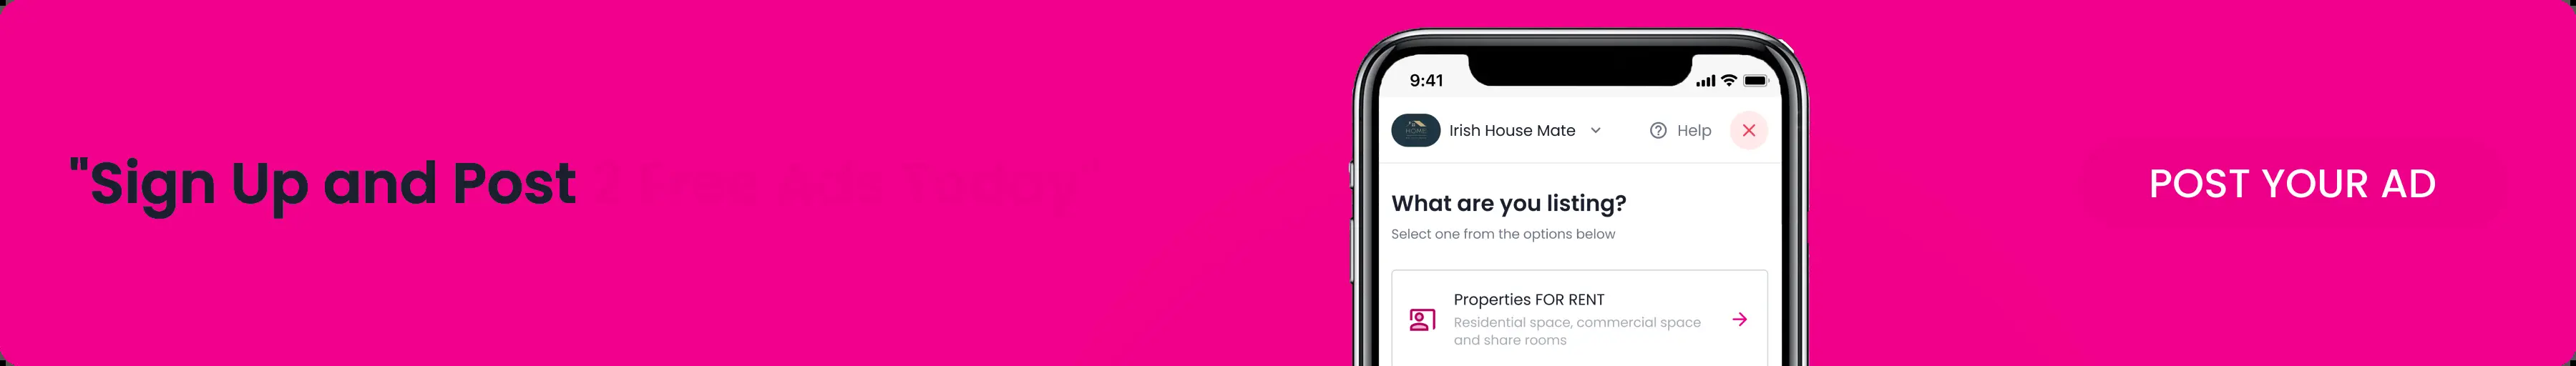 "Sign Up and Post
9:41
HOME
Irish House Mate
Help
What are you listing?
Select one from the options below
Properties FOR RENT
Residential space, commercial space
and share rooms
POST YOUR AD